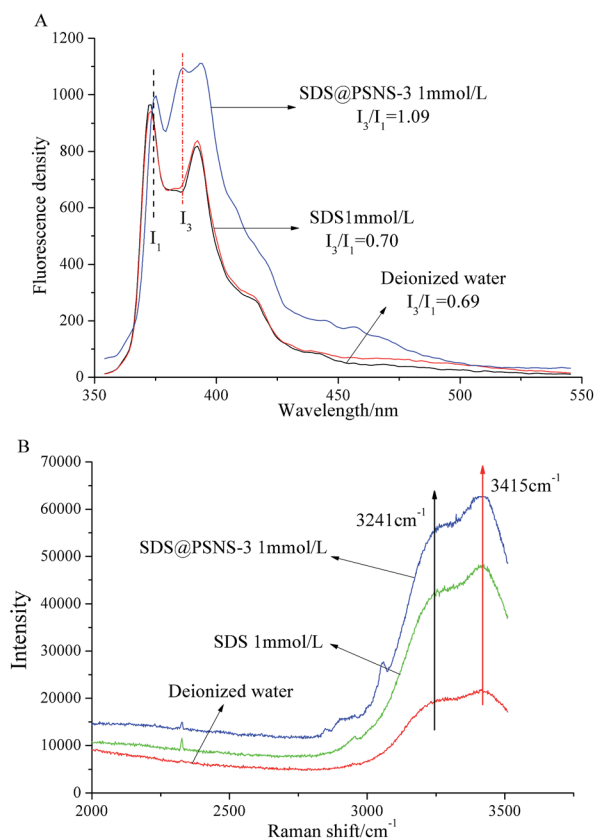 A
1200
1000
800
600
400
200
0
Fluorescence density
SDS@PSNS-3 1mmol/L
I3/I1=1.09
I1
I3
SDS1mmol/L
I3/I1=0.70
Deionized water
I3/I1=0.69
350 400 450 500 550
Wavelength/nm
B
70000
60000
50000
40000
30000
20000
10000
0
Intensity
3241cm-1
3415cm-1
SDS@PSNS-3 1mmol/L
SDS 1mmol/L
Deionized water
2000 2500 3000 3500
Raman shift/cm-1